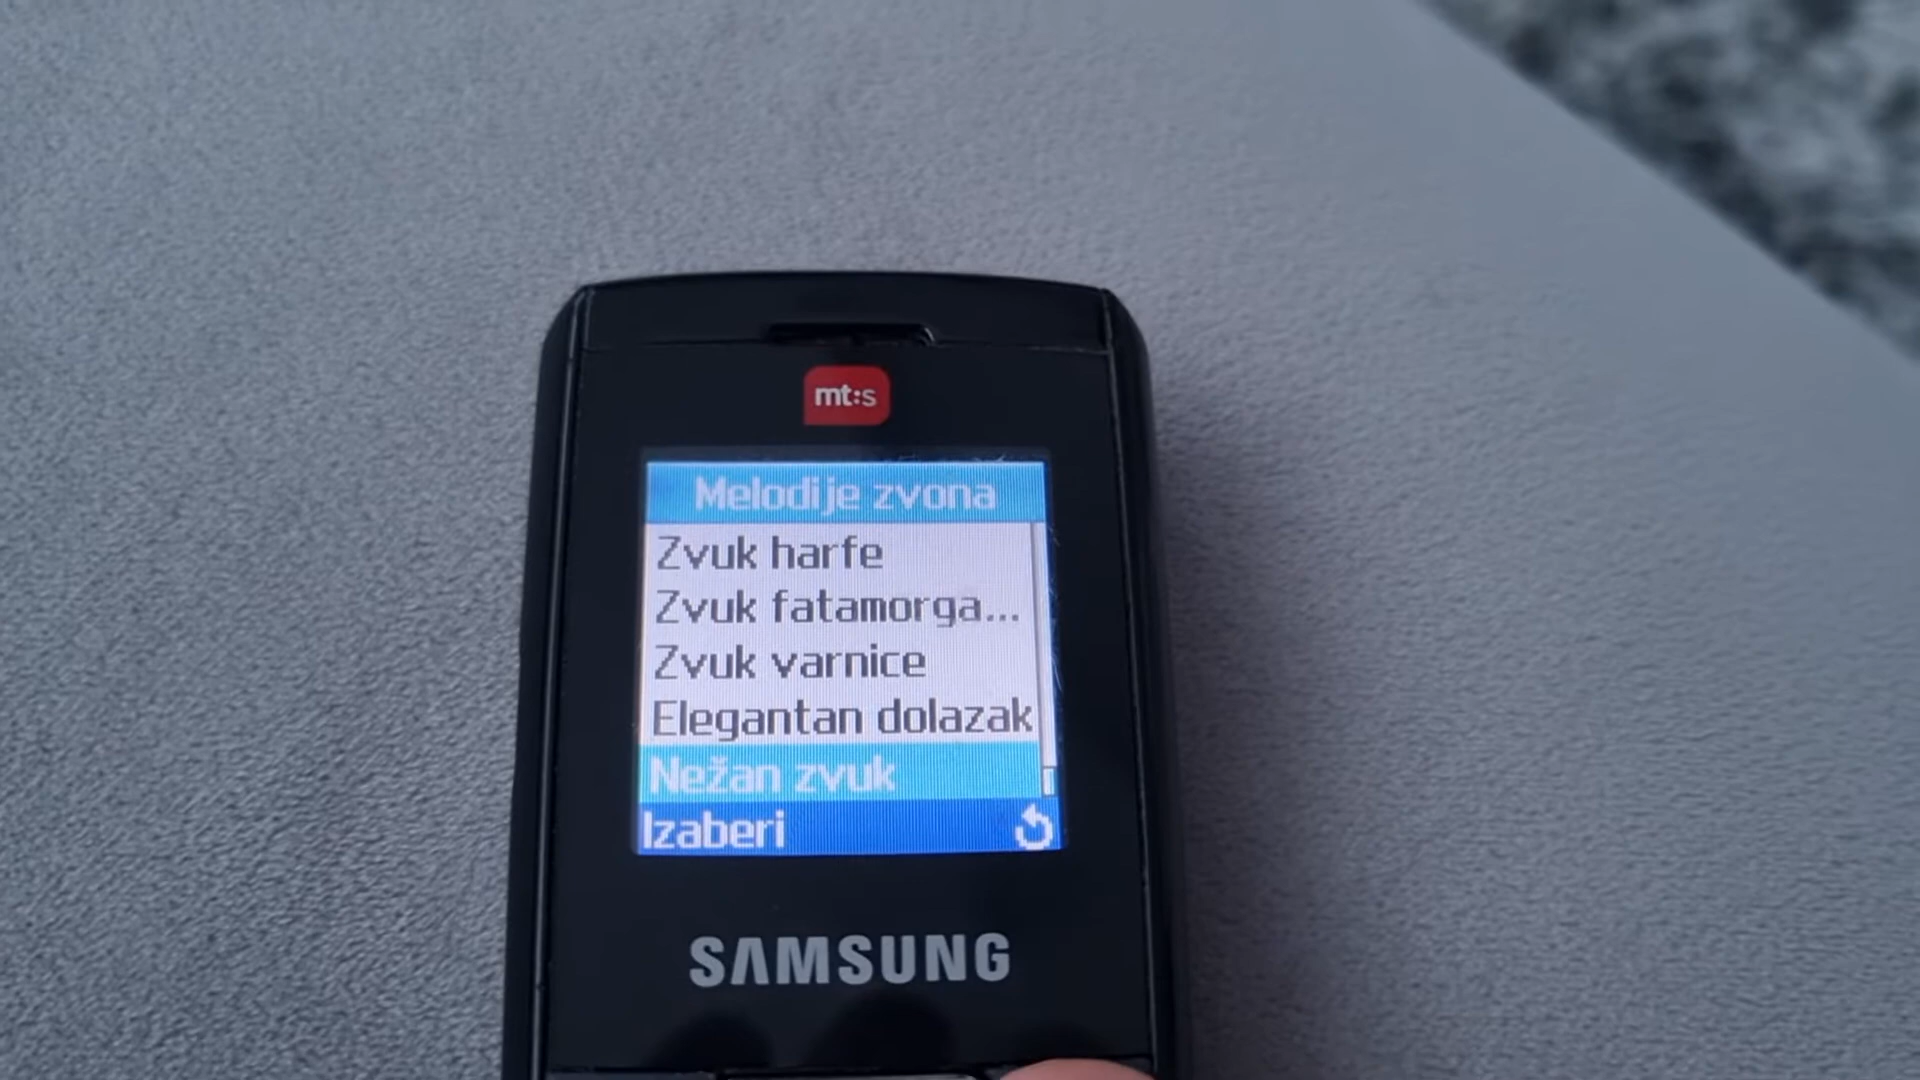 mt:s
Melodije zvona
Zvuk harfe
Zvuk fatamorga...
Zvuk varnice
Elegantan dolazak
Nežan zvuk
Izaberi
SAMSUNG